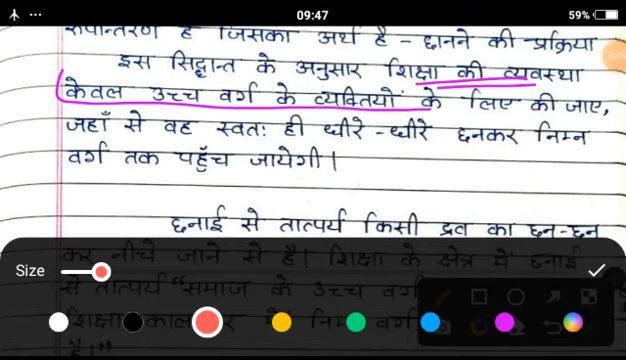 09:47
59%
रूपान्तरण है जिसका अर्थ है - छानने की प्रक्रिया
इस सिद्धान्त के अनुसार शिक्षा की व्यवस्था
केवल उच्च वर्ग के व्यक्तियों के लिए की जाए,
जहाँ से वह स्वतः ही धीरे-धीरे छनकर निम्न
वर्ग तक पहुँच जायेगी।
छनाई से तात्पर्य किसी द्रव का छन-छन
कर नीचे जाने से है। शिक्षा के क्षेत्र में छनाई
Size
से तात्पर्य "समाज के उच्च वर्ग
शिक्षा का निम्न वर्ग
है।"